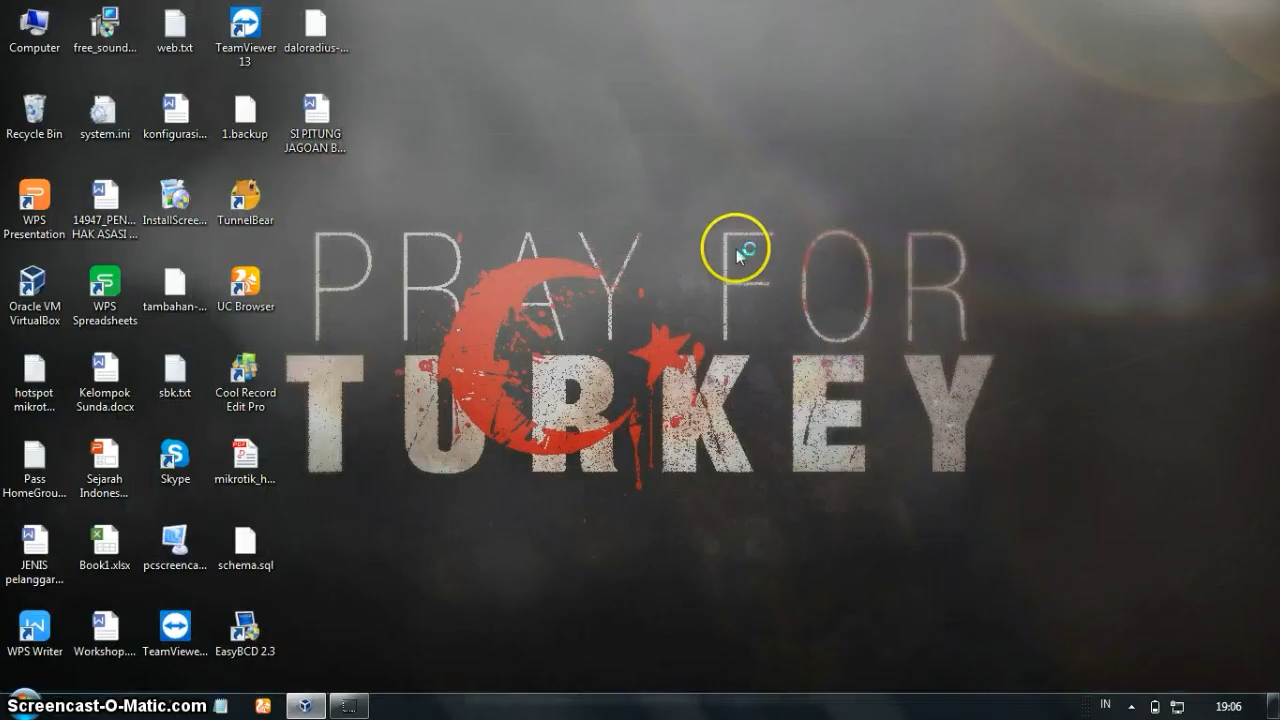 Computer
free_sound...
web.txt
TeamViewer
13
daloradius-...
Recycle Bin
system.ini
konfigurasi...
1.backup
SI PITUNG
JAGOAN B...
WPS
Presentation
14947_PEN...
HAK ASASI ...
InstallScree...
TunnelBear
Oracle VM
VirtualBox
WPS
Spreadsheets
tambahan-...
UC Browser
hotspot
mikrot...
Kelompok
Sunda.docx
sbk.txt
Cool Record
Edit Pro
Pass
HomeGrou...
Sejarah
Indones...
Skype
mikrotik_h...
JENIS
pelanggar...
Book1.xlsx
pcscreenca...
schema.sql
WPS Writer
Workshop....
TeamViewe...
EasyBCD 2.3
PRAY FOR
TURKEY
Screencast-O-Matic.com
IN
19:06